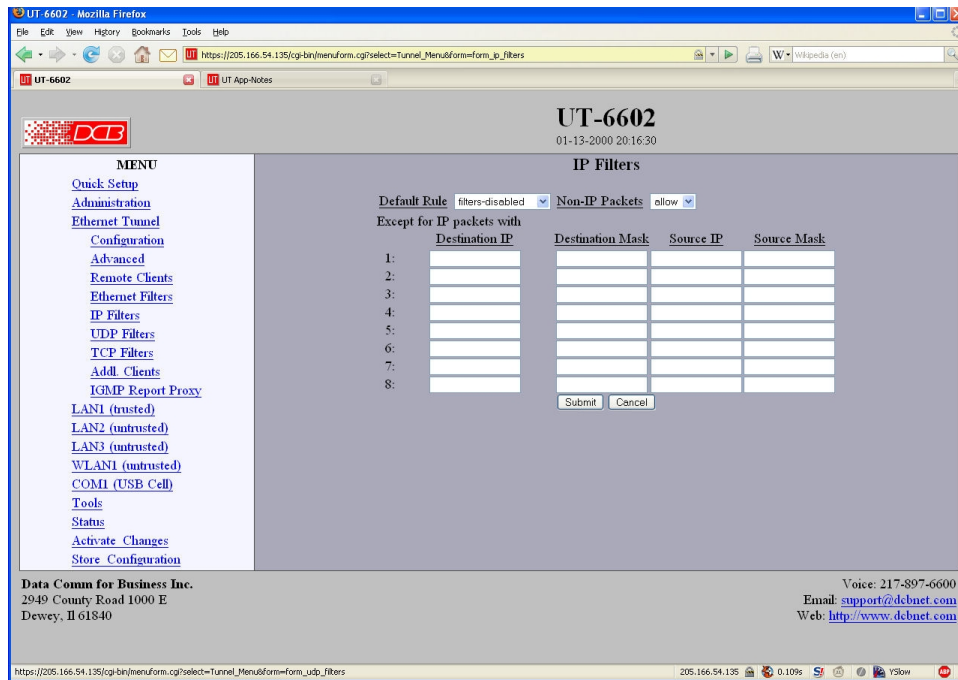 UT-6602 - Mozilla Firefox
File Edit View History Bookmarks Tools Help
https://205.166.54.135/cgi-bin/menuform.cgi?select=Tunnel_Menu&form=form_ip_filters
W Wikipedia (en)
UT UT-6602 UT UT App-Notes
DCB
UT-6602
01-13-2000 20:16:30
MENU
Quick Setup
Administration
Ethernet Tunnel
Configuration
Advanced
Remote Clients
Ethernet Filters
IP Filters
UDP Filters
TCP Filters
Addl. Clients
IGMP Report Proxy
LAN1 (trusted)
LAN2 (untrusted)
LAN3 (untrusted)
WLAN1 (untrusted)
COM1 (USB Cell)
Tools
Status
Activate Changes
Store Configuration
IP Filters
Default Rule filters-disabled Non-IP Packets allow
Except for IP packets with
Destination IP Destination Mask Source IP Source Mask
1:
2:
3:
4:
5:
6:
7:
8:
Submit Cancel
Data Comm for Business Inc.
2949 County Road 1000 E
Dewey, Il 61840
Voice: 217-897-6600
Email: support@dcbnet.com
Web: http://www.dcbnet.com
https://205.166.54.135/cgi-bin/menuform.cgi?select=Tunnel_Menu&form=form_udp_filters
205.166.54.135 0.109s YSlow